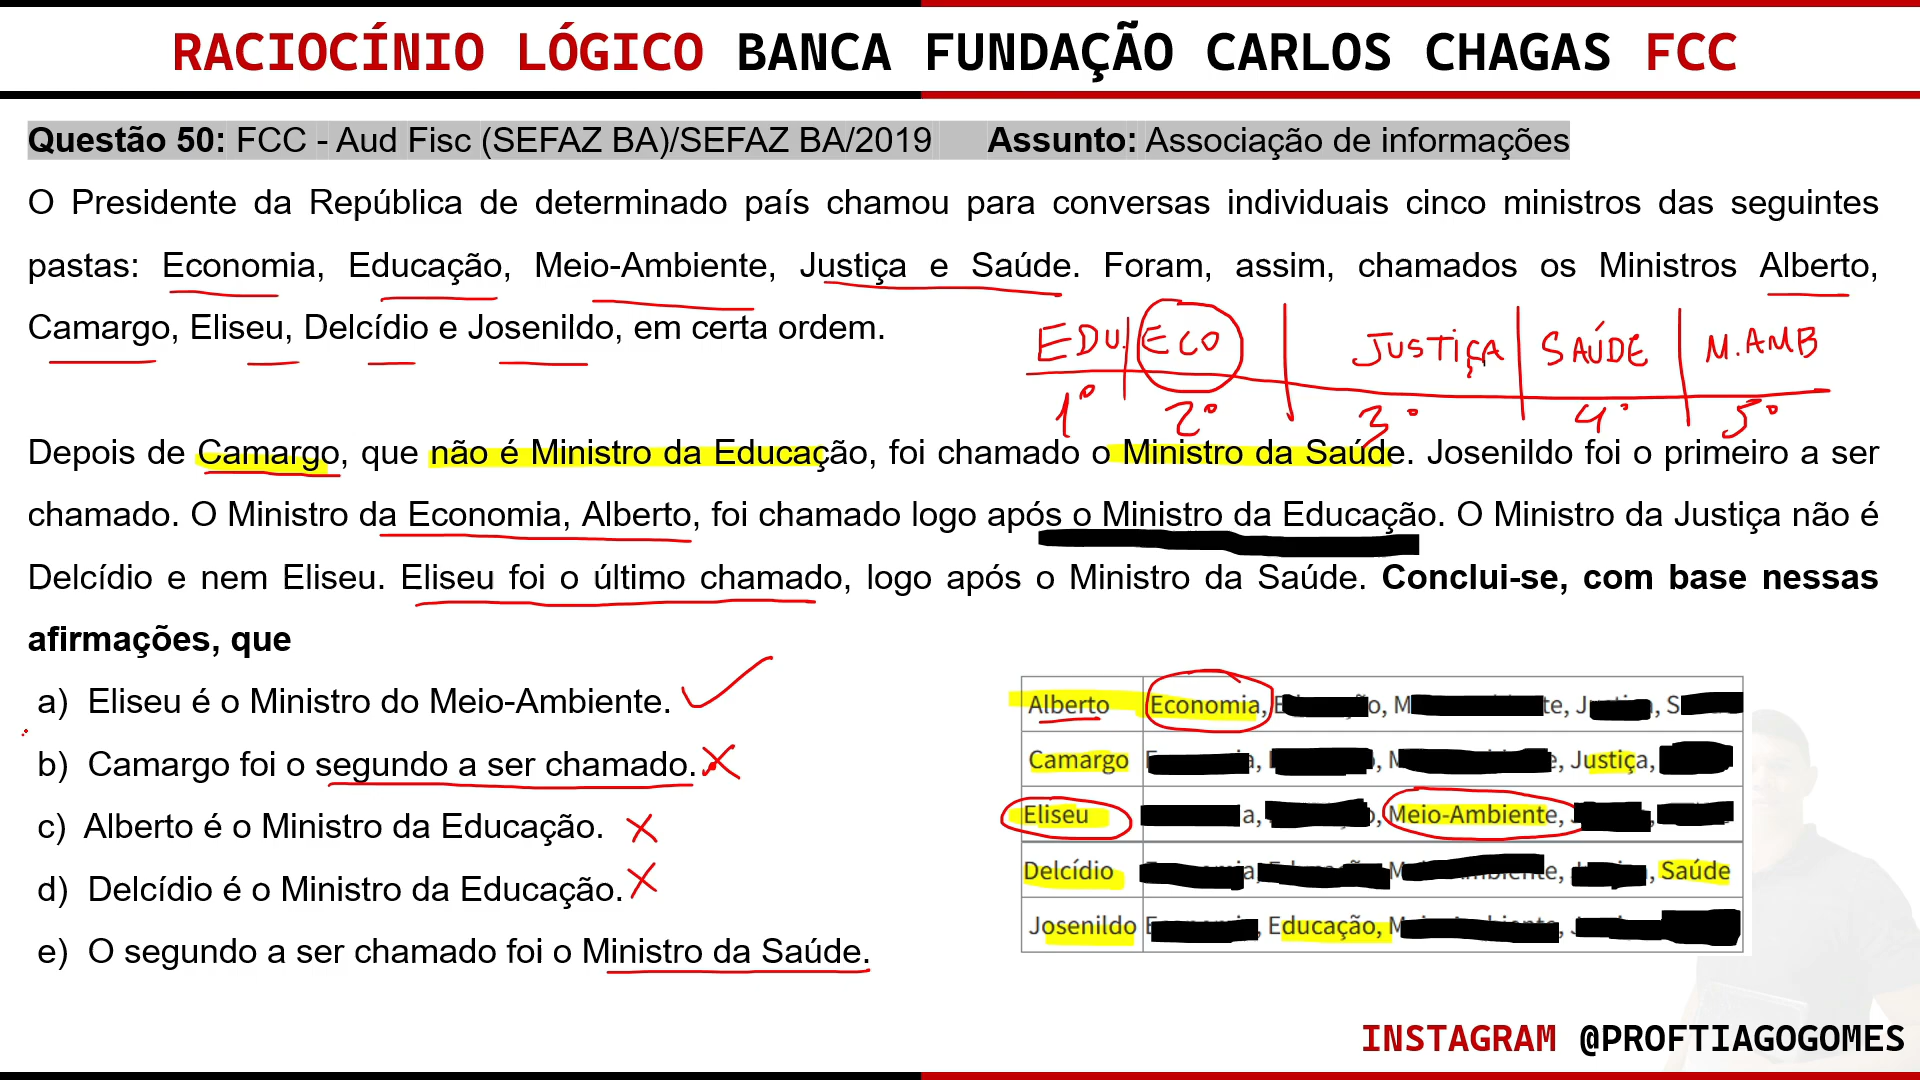 RACIOCÍNIO LÓGICO BANCA FUNDAÇÃO CARLOS CHAGAS FCC
Questão 50: FCC - Aud Fisc (SEFAZ BA)/SEFAZ BA/2019 Assunto: Associação de informações
O Presidente da República de determinado país chamou para conversas individuais cinco ministros das seguintes
pastas: Economia, Educação, Meio-Ambiente, Justiça e Saúde. Foram, assim, chamados os Ministros Alberto,
Camargo, Eliseu, Delcídio e Josenildo, em certa ordem.
EDU. ECO JUSTIÇA SAÚDE M.AMB
1º 2º 3º 4º 5º
Depois de Camargo, que não é Ministro da Educação, foi chamado o Ministro da Saúde. Josenildo foi o primeiro a ser
chamado. O Ministro da Economia, Alberto, foi chamado logo após o Ministro da Educação. O Ministro da Justiça não é
Delcídio e nem Eliseu. Eliseu foi o último chamado, logo após o Ministro da Saúde. Conclui-se, com base nessas
afirmações, que
a) Eliseu é o Ministro do Meio-Ambiente.
b) Camargo foi o segundo a ser chamado.
c) Alberto é o Ministro da Educação.
d) Delcídio é o Ministro da Educação.
e) O segundo a ser chamado foi o Ministro da Saúde.
Alberto Economia,
Camargo Justiça,
Eliseu Meio-Ambiente,
Delcídio Saúde
Josenildo Educação,
INSTAGRAM @PROFTIAGOGOMES